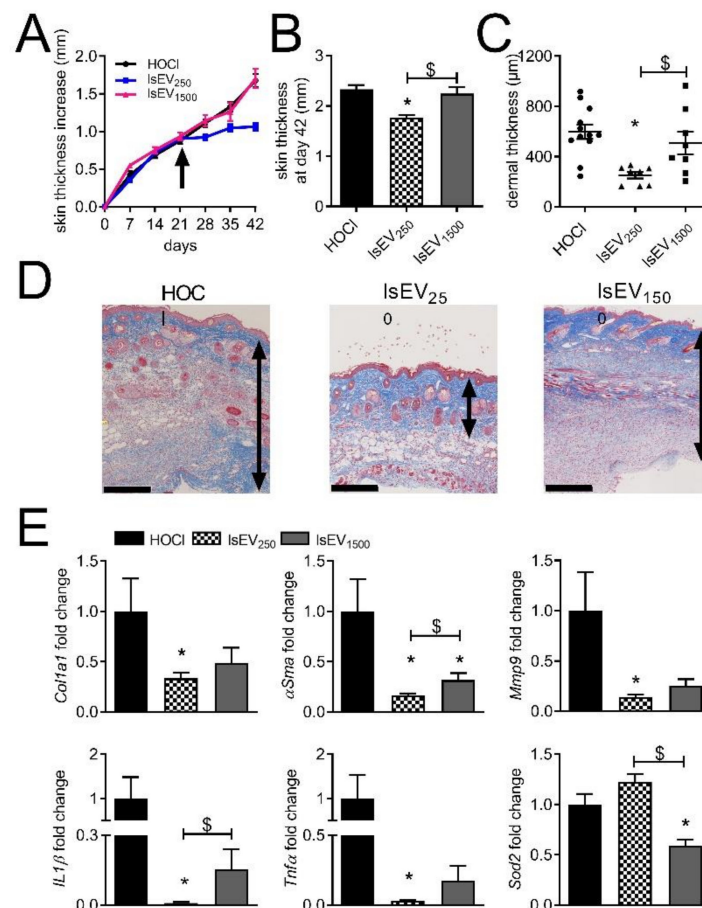 A
skin thickness increase (mm)
2.0
1.5
1.0
0.5
0.0
HOCl
IsEV250
IsEV1500
0 7 14 21 28 35 42
days
B
skin thickness
at day 42 (mm)
3
2
1
0
*
$
HOCl
IsEV250
IsEV1500
C
dermal thickness (µm)
1200
900
600
300
0
*
$
HOCl
IsEV250
IsEV1500
D
HOC
l
IsEV25
0
IsEV150
0
E
HOCl IsEV250 IsEV1500
Col1a1 fold change
1.5
1.0
0.5
0.0
*
αSma fold change
1.5
1.0
0.5
0.0
*
$
*
Mmp9 fold change
1.5
1.0
0.5
0.0
*
IL1β fold change
2
1
0.3
0.0
*
$
Tnfα fold change
2
1
0.5
0.0
*
Sod2 fold change
1.5
1.0
0.5
0.0
$
*